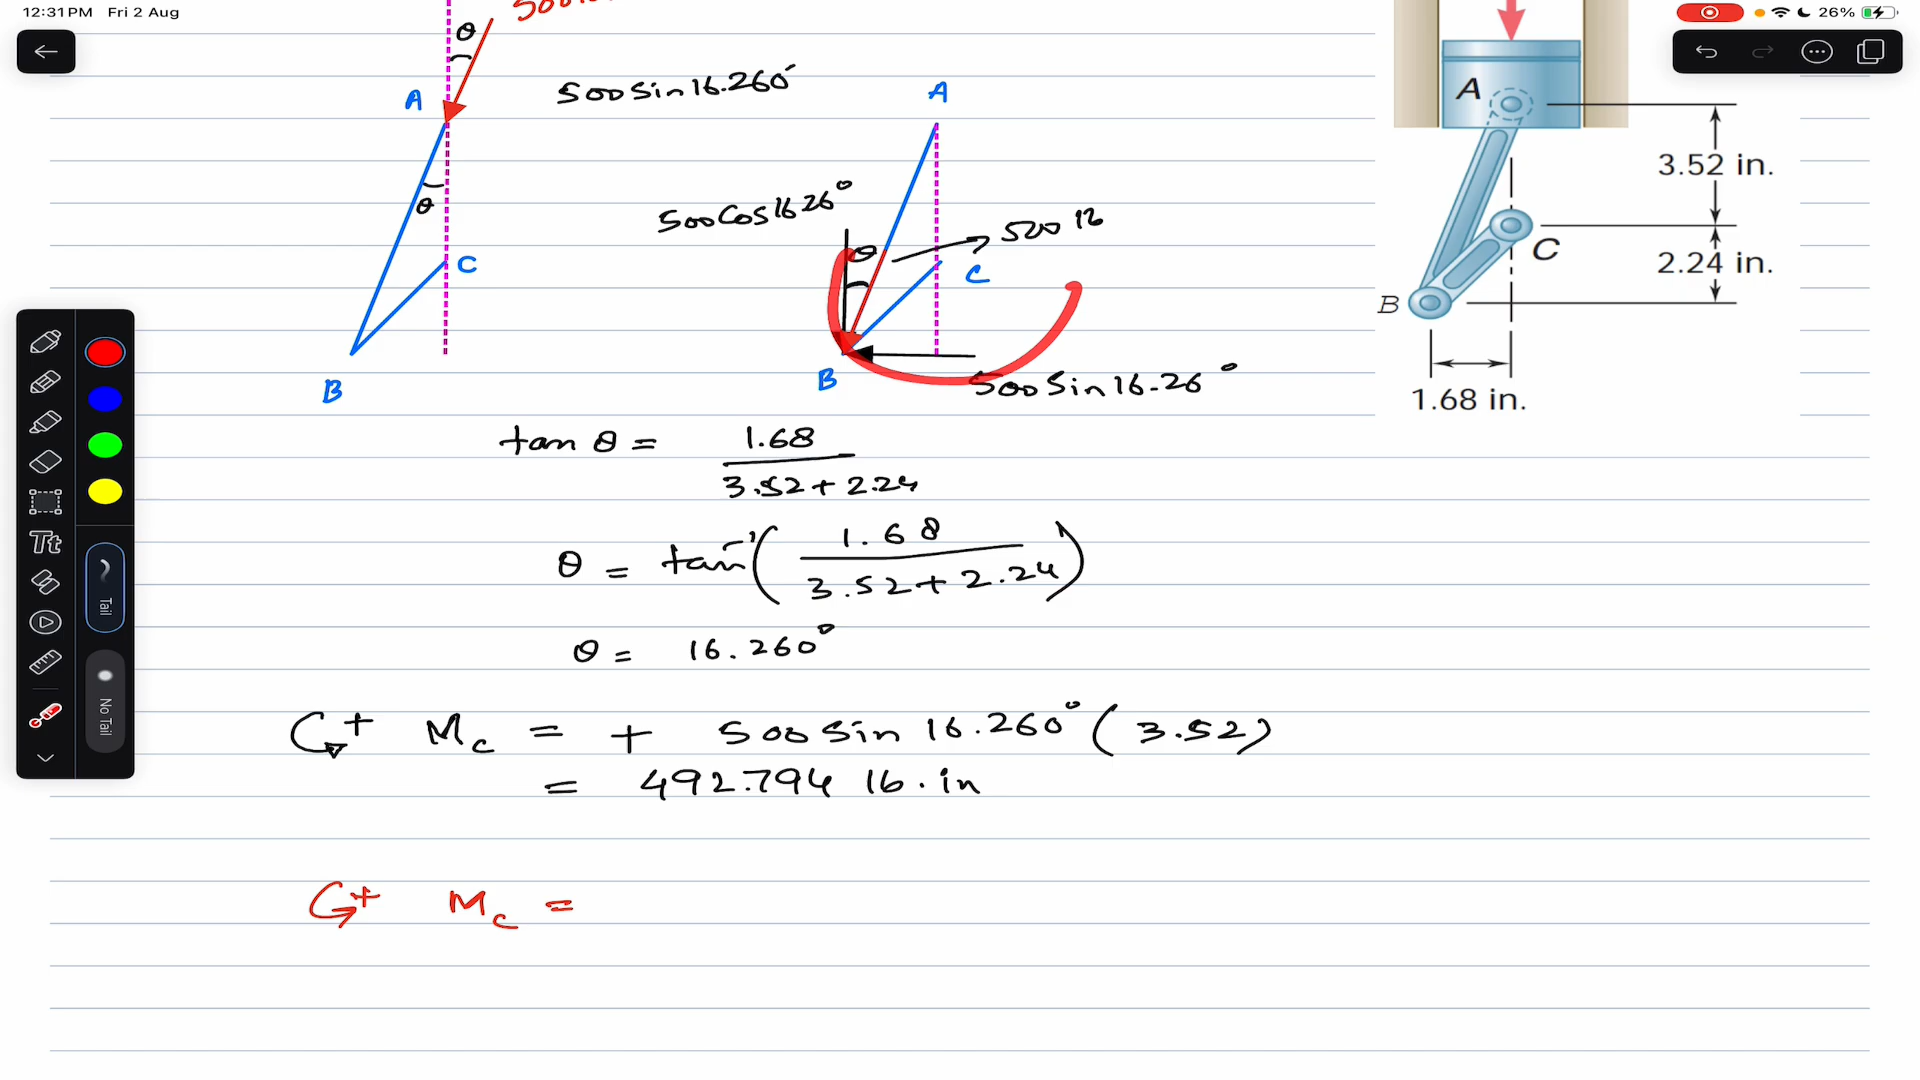 12:31 PM Fri 2 Aug
26%
θ
A
500 sin 16.260°
A
A
3.52 in.
θ
500 Cos 16 26°
500 lb
θ
C
C
C
2.24 in.
B
B
B
500 Sin 16.26°
1.68 in.
tan θ = 1.68
3.52 + 2.24
θ = tan⁻¹ ( 1.68
3.52 + 2.24 )
Tt
Tail
θ = 16.260°
No Tail
+ Mc = + 500 Sin 16.260° ( 3.52 )
= 492.794 lb.in
+ Mc =